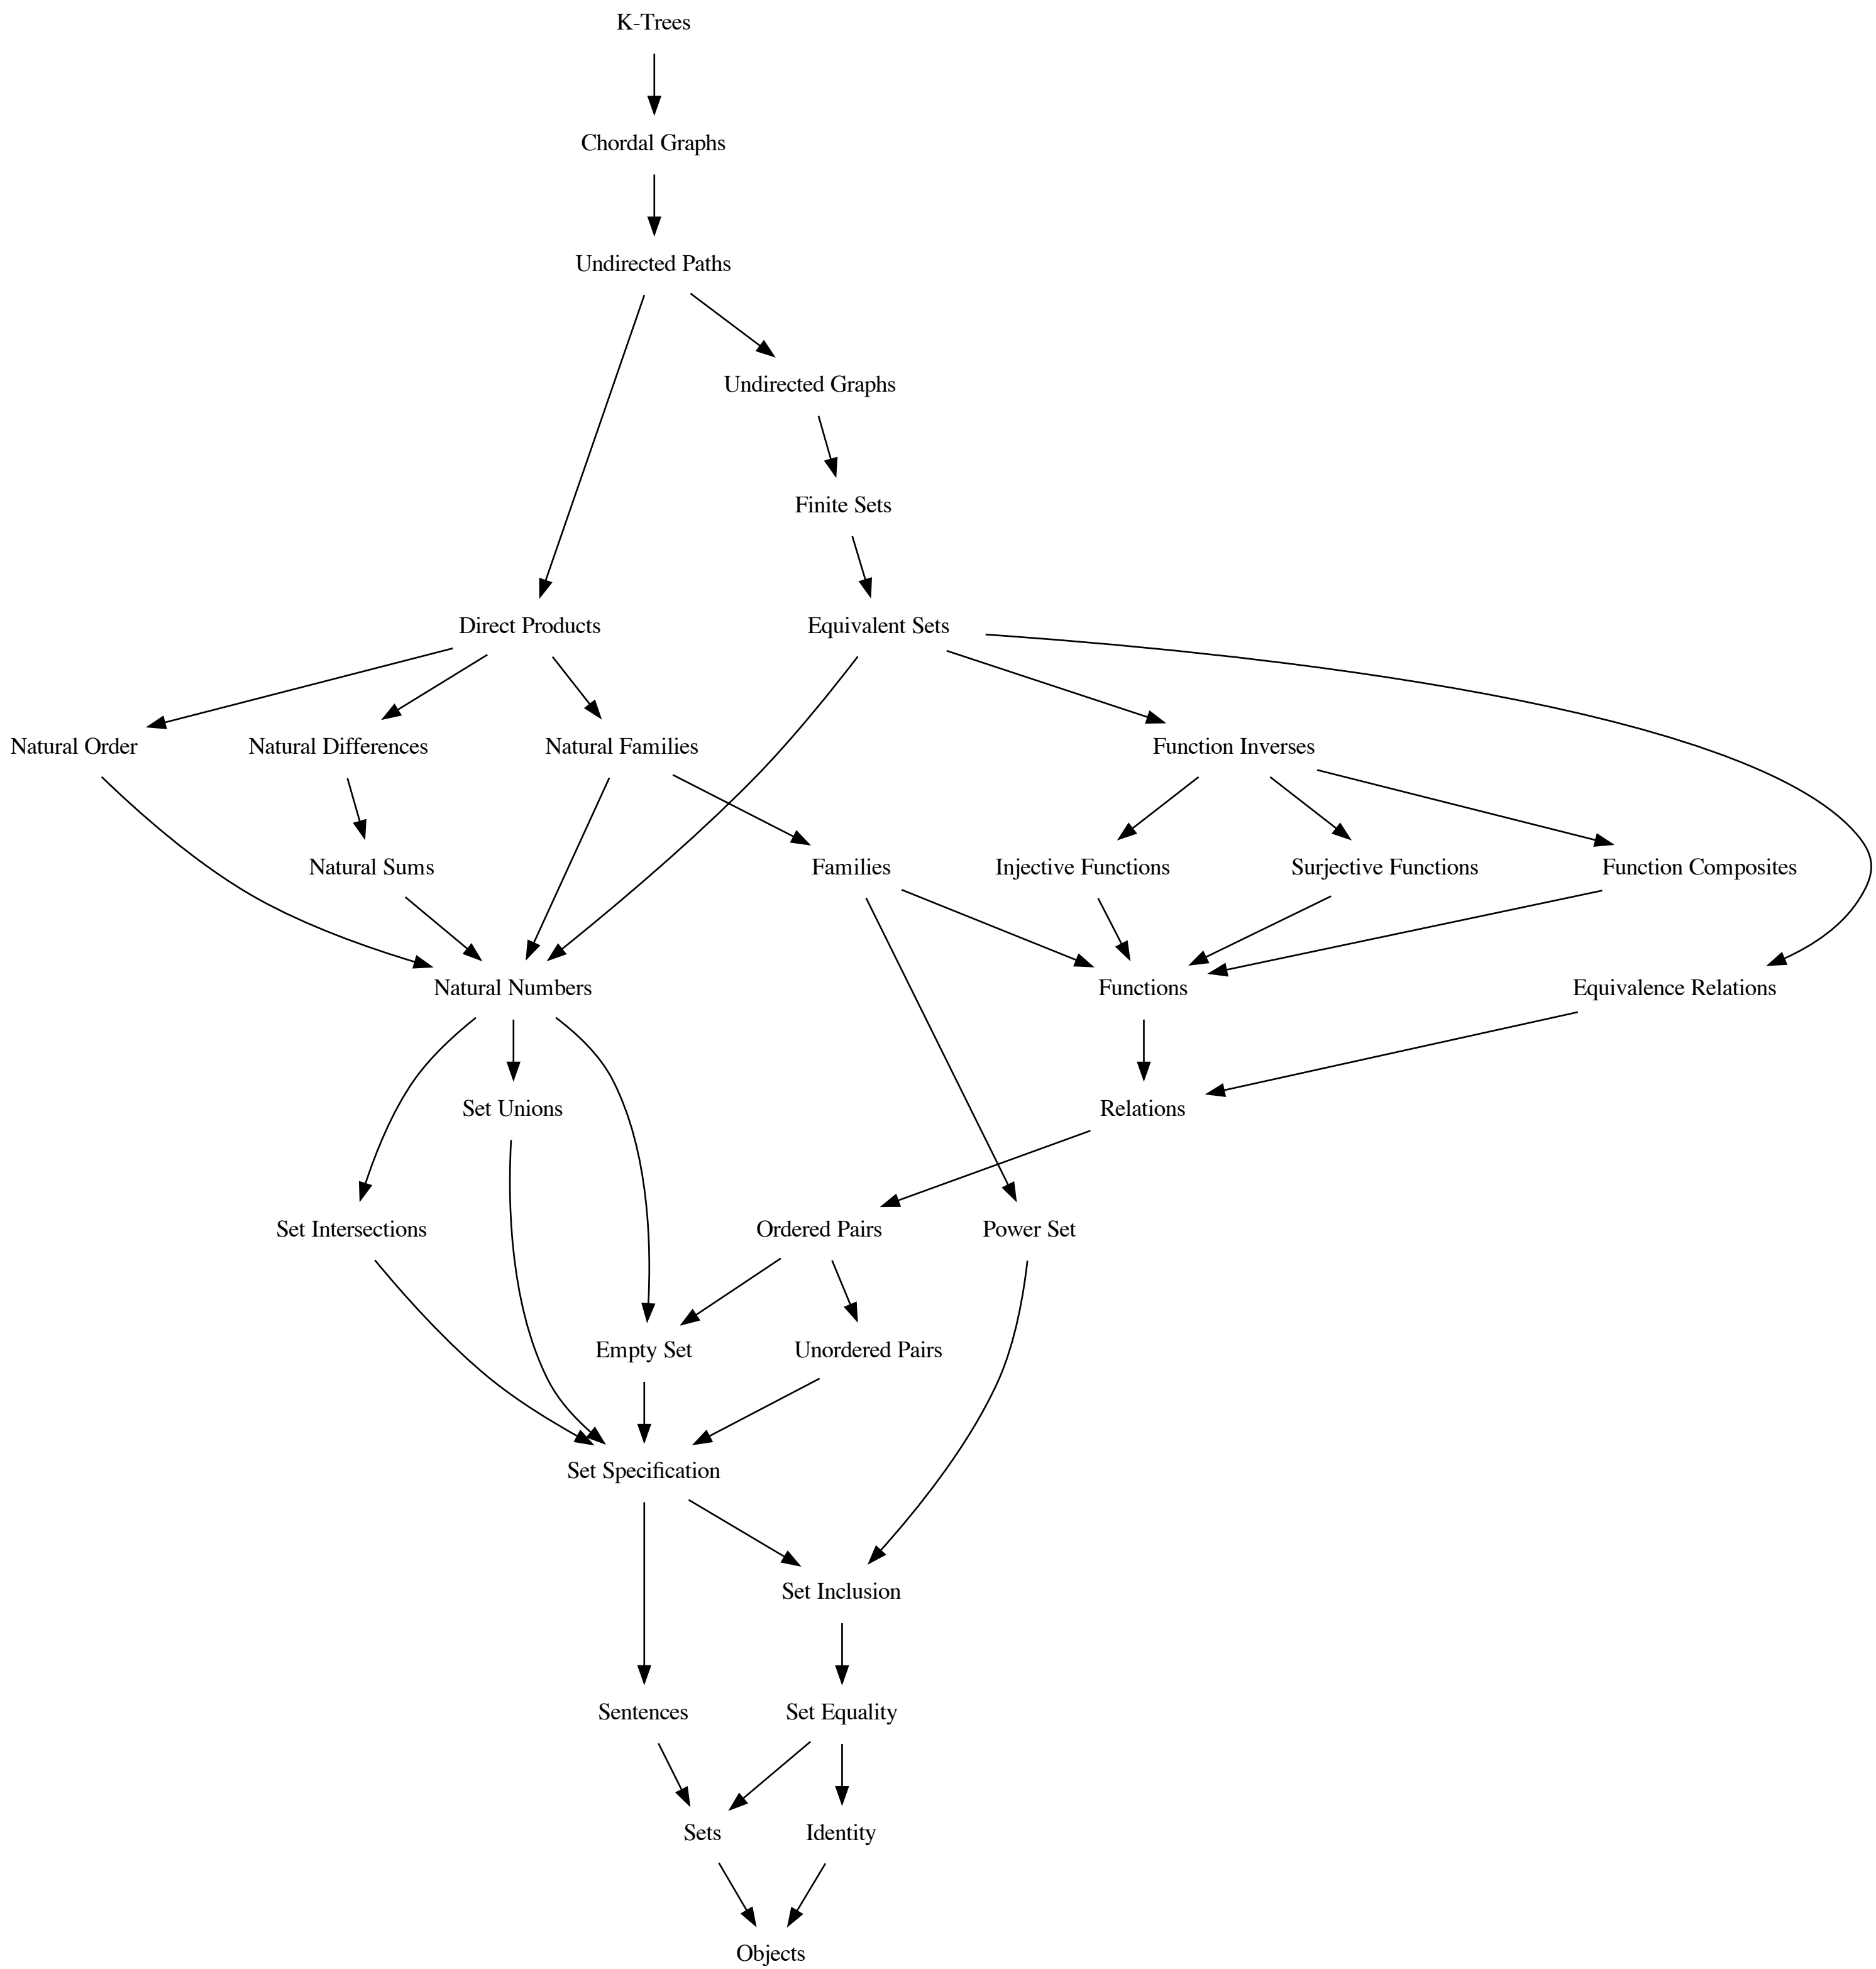 K-Trees
Chordal Graphs
Undirected Paths
Undirected Graphs
Finite Sets
Direct Products
Equivalent Sets
Natural Order
Natural Differences
Natural Families
Function Inverses
Natural Sums
Families
Injective Functions
Surjective Functions
Function Composites
Natural Numbers
Functions
Equivalence Relations
Set Unions
Relations
Set Intersections
Ordered Pairs
Power Set
Empty Set
Unordered Pairs
Set Specification
Set Inclusion
Sentences
Set Equality
Sets
Identity
Objects